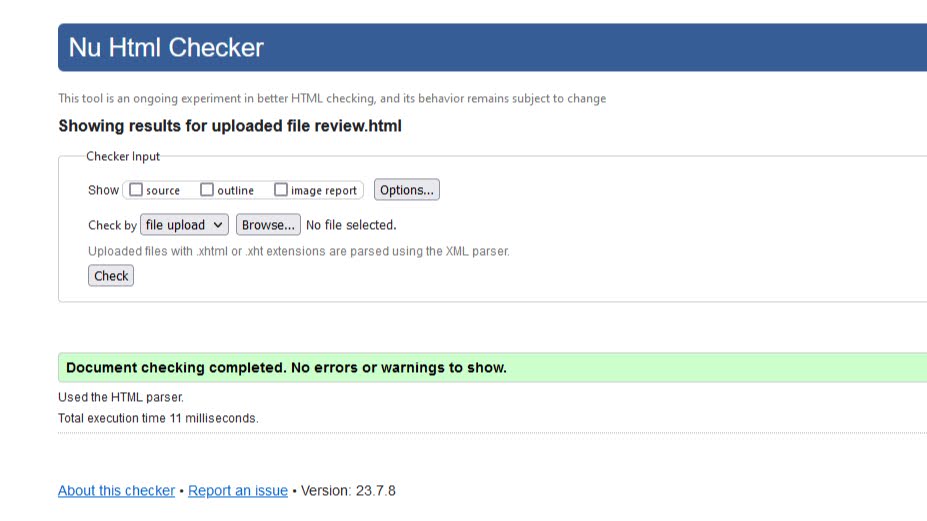 Nu Html Checker
This tool is an ongoing experiment in better HTML checking, and its behavior remains subject to change
Showing results for uploaded file review.html
Checker Input
Show source outline image report Options...
Check by file upload Browse... No file selected.
Uploaded files with .xhtml or .xht extensions are parsed using the XML parser.
Check
Document checking completed. No errors or warnings to show.
Used the HTML parser.
Total execution time 11 milliseconds.
About this checker • Report an issue • Version: 23.7.8